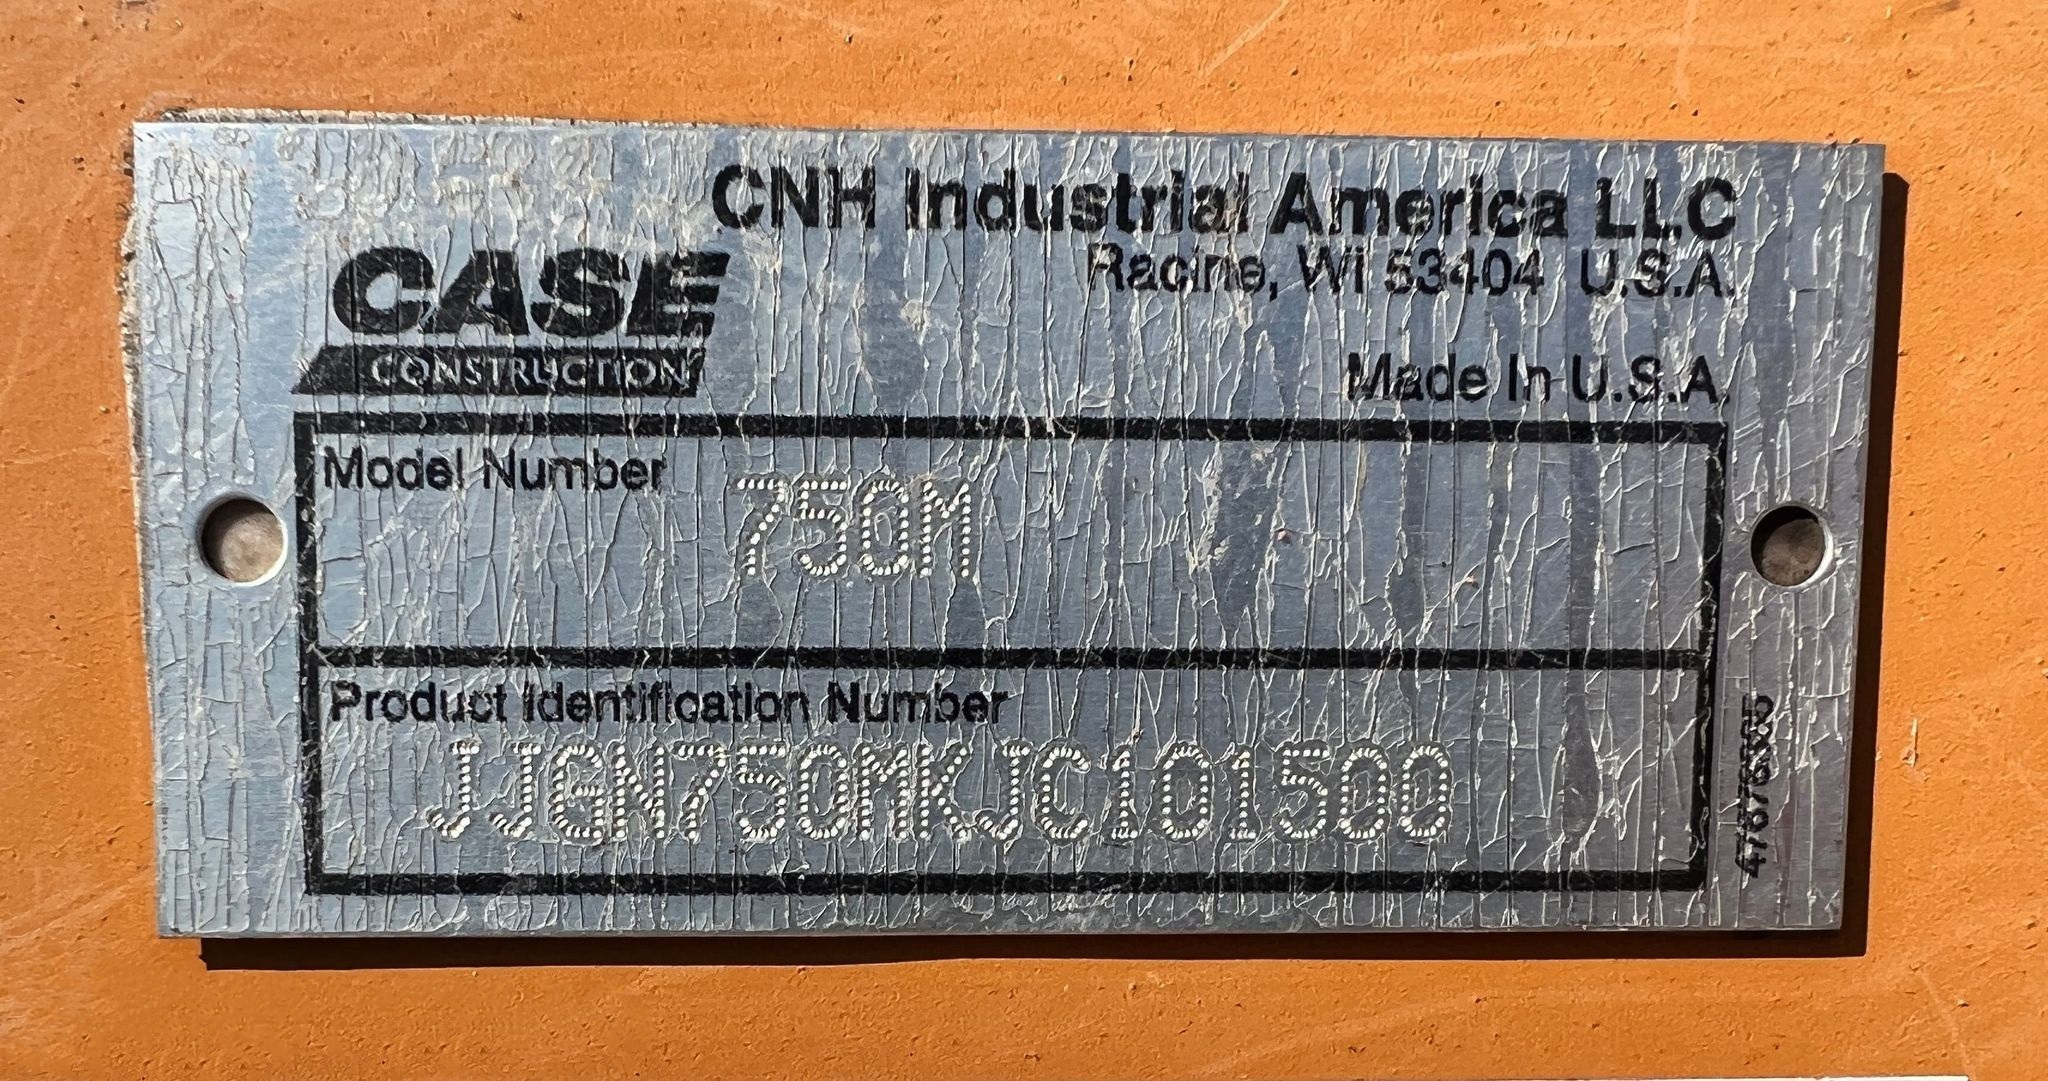 CNH Industrial America LLC
Racine, WI 53404 U.S.A.
CASE
CONSTRUCTION
Made In U.S.A.
Model Number
750M
Product Identification Number
JJGN750MKJC101500